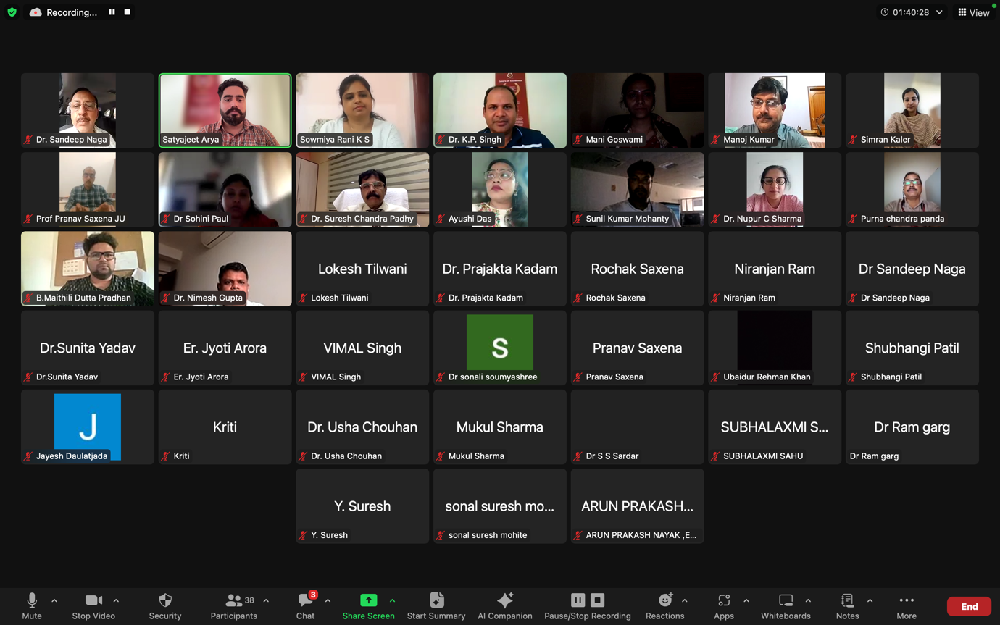 Recording...
01:40:28
View
Dr. Sandeep Naga
Satyajeet Arya
Sowmiya Rani K S
Dr. K.P. Singh
Mani Goswami
Manoj Kumar
Simran Kaler
Prof Pranav Saxena JU
Dr Sohini Paul
Dr. Suresh Chandra Padhy
Ayushi Das
Sunil Kumar Mohanty
Dr. Nupur C Sharma
Purna chandra panda
B.Maithili Dutta Pradhan
Dr. Nimesh Gupta
Lokesh Tilwani
Lokesh Tilwani
Dr. Prajakta Kadam
Dr. Prajakta Kadam
Rochak Saxena
Rochak Saxena
Niranjan Ram
Niranjan Ram
Dr Sandeep Naga
Dr Sandeep Naga
Dr.Sunita Yadav
Dr.Sunita Yadav
Er. Jyoti Arora
Er. Jyoti Arora
VIMAL Singh
VIMAL Singh
S
Dr sonali soumyashree
Pranav Saxena
Pranav Saxena
Ubaidur Rehman Khan
Shubhangi Patil
Shubhangi Patil
J
Jayesh Daulatjada
Kriti
Kriti
Dr. Usha Chouhan
Dr. Usha Chouhan
Mukul Sharma
Mukul Sharma
Dr S S Sardar
SUBHALAXMI S...
SUBHALAXMI SAHU
Dr Ram garg
Dr Ram garg
Y. Suresh
Y. Suresh
sonal suresh mo...
sonal suresh mohite
ARUN PRAKASH...
ARUN PRAKASH NAYAK ,E...
Mute
Stop Video
Security
38
Participants
3
Chat
Share Screen
Start Summary
AI Companion
Pause/Stop Recording
Reactions
Apps
Whiteboards
Notes
More
End